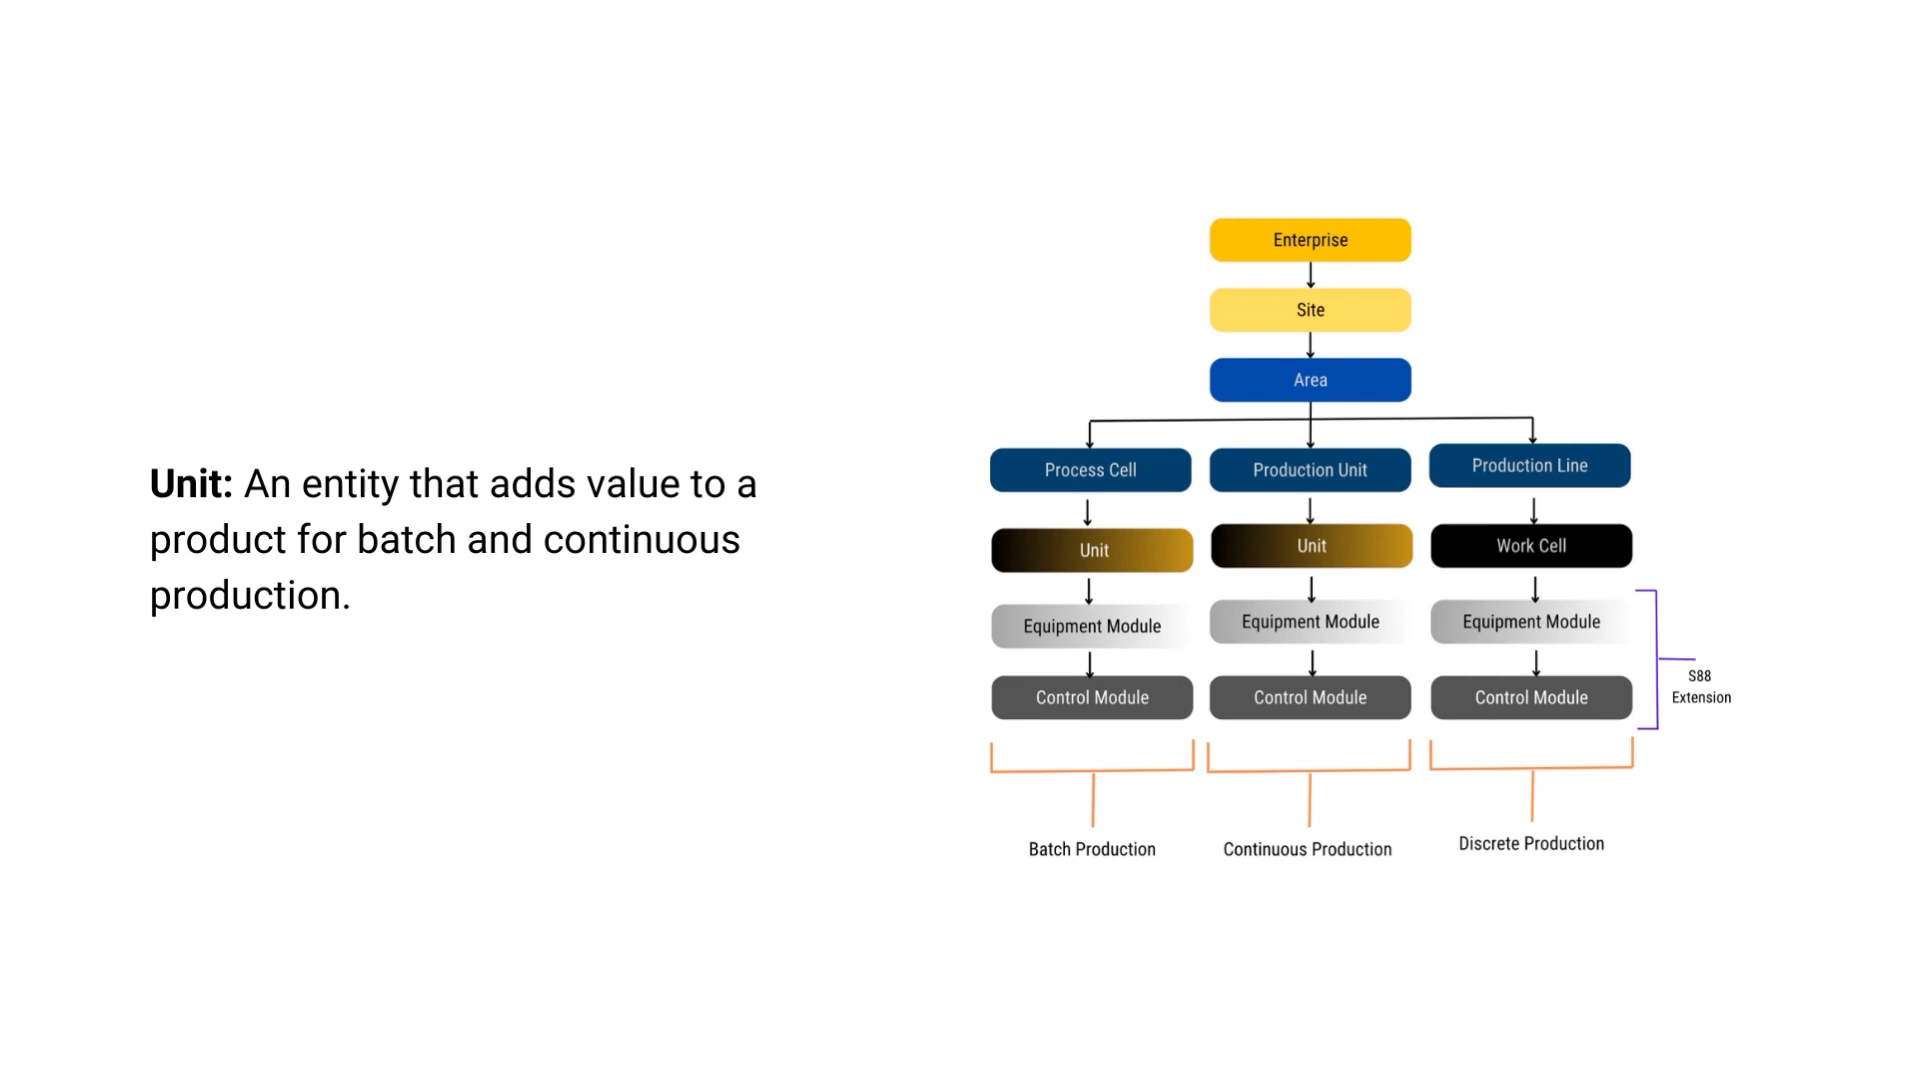 Unit: An entity that adds value to a
product for batch and continuous
production.
Enterprise
Site
Area
Process Cell
Production Unit
Production Line
Unit
Unit
Work Cell
Equipment Module
Equipment Module
Equipment Module
Control Module
Control Module
Control Module
S88
Extension
Batch Production
Continuous Production
Discrete Production